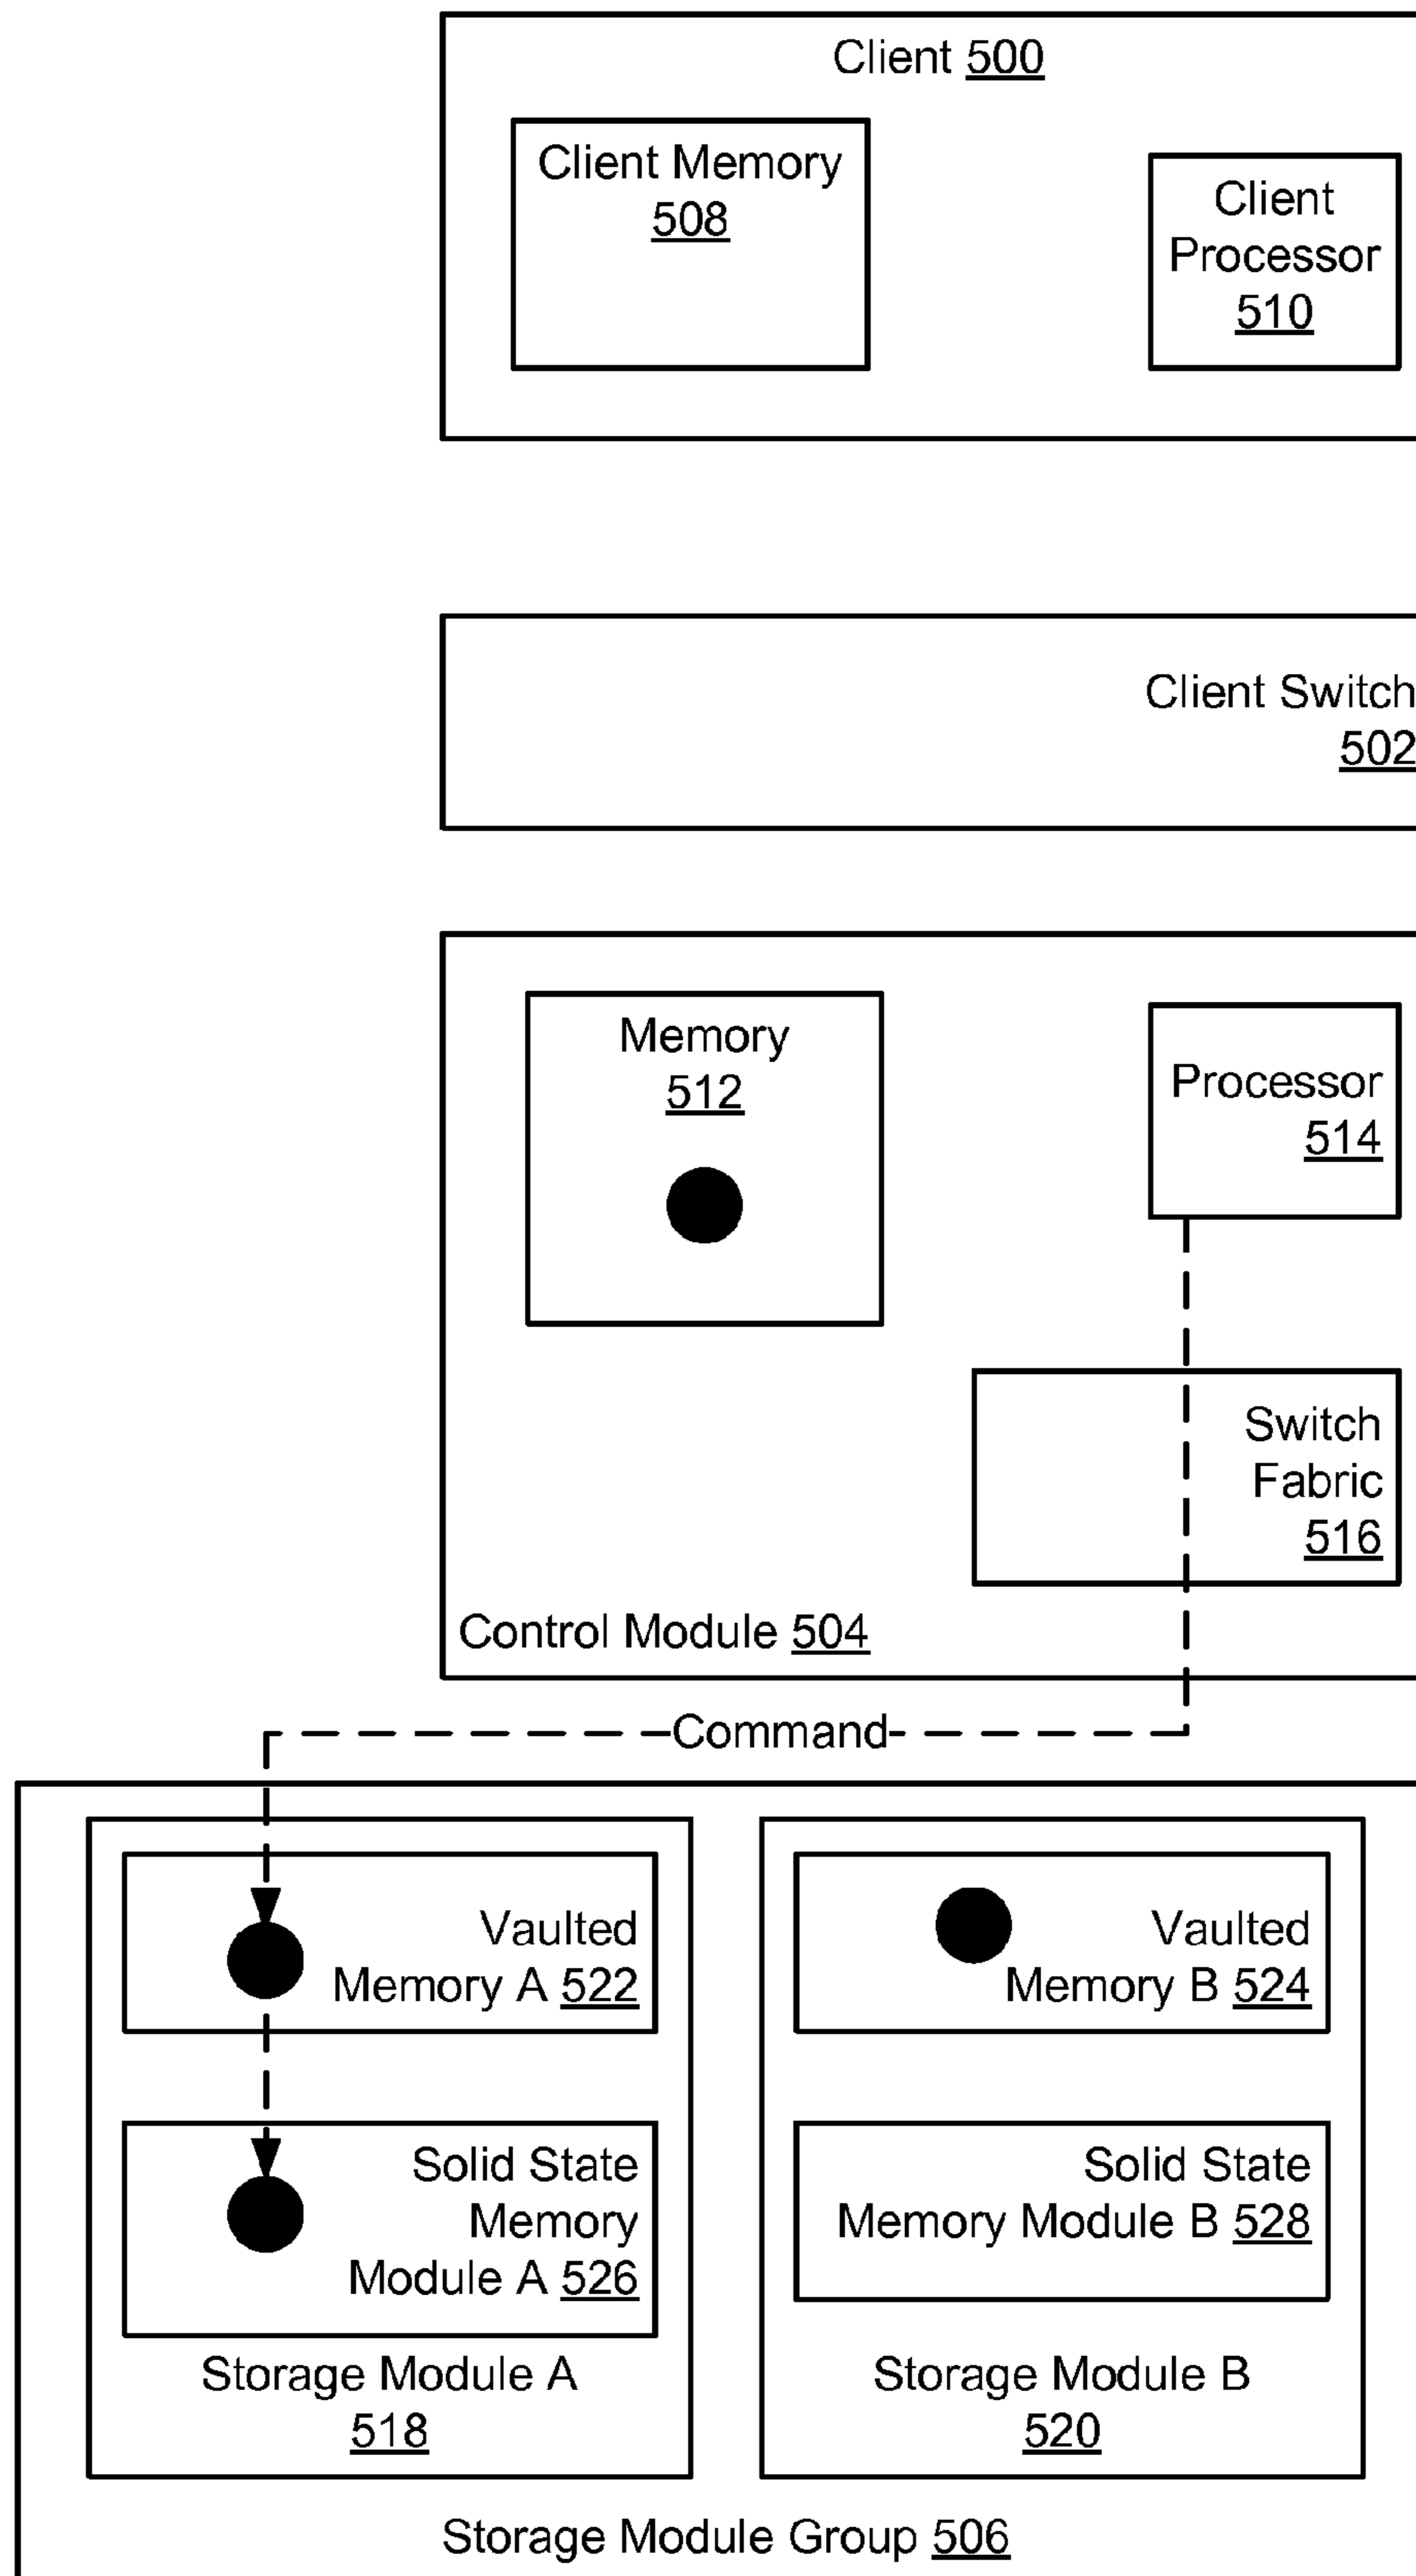 Client 500
Client Memory
508
Client
Processor
510
Client Switch
502
Memory
512
Processor
514
Switch
Fabric
516
Control Module 504
Command
Vaulted
Memory A 522
Vaulted
Memory B 524
Solid State
Memory
Module A 526
Solid State
Memory Module B 528
Storage Module A
518
Storage Module B
520
Storage Module Group 506